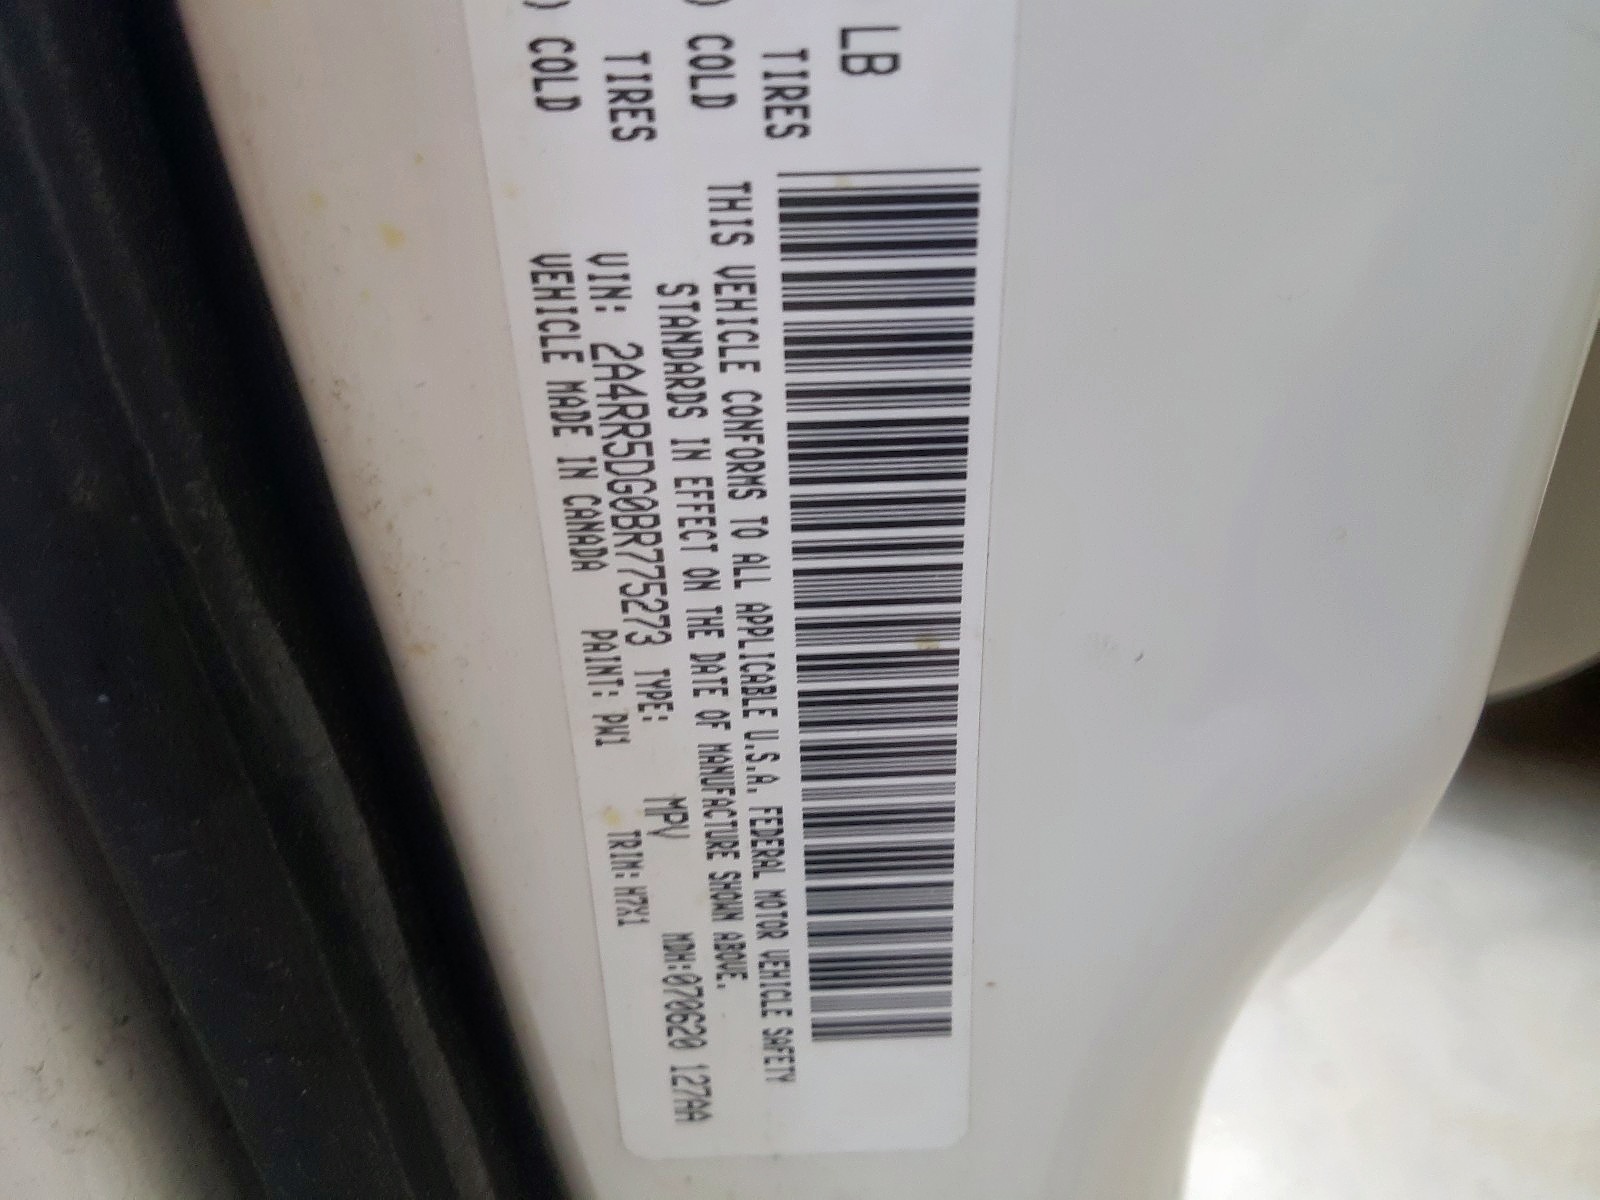 LB
TIRES
) COLD
TIRES
) COLD
THIS VEHICLE CONFORMS TO ALL APPLICABLE U.S.A. FEDERAL MOTOR VEHICLE SAFETY
STANDARDS IN EFFECT ON THE DATE OF MANUFACTURE SHOWN ABOVE.
VIN: 2A4RR5DG0BR775273 TYPE: MPV MDH:070620 127AA
VEHICLE MADE IN CANADA PAINT: PW1 TRIM: H7X1